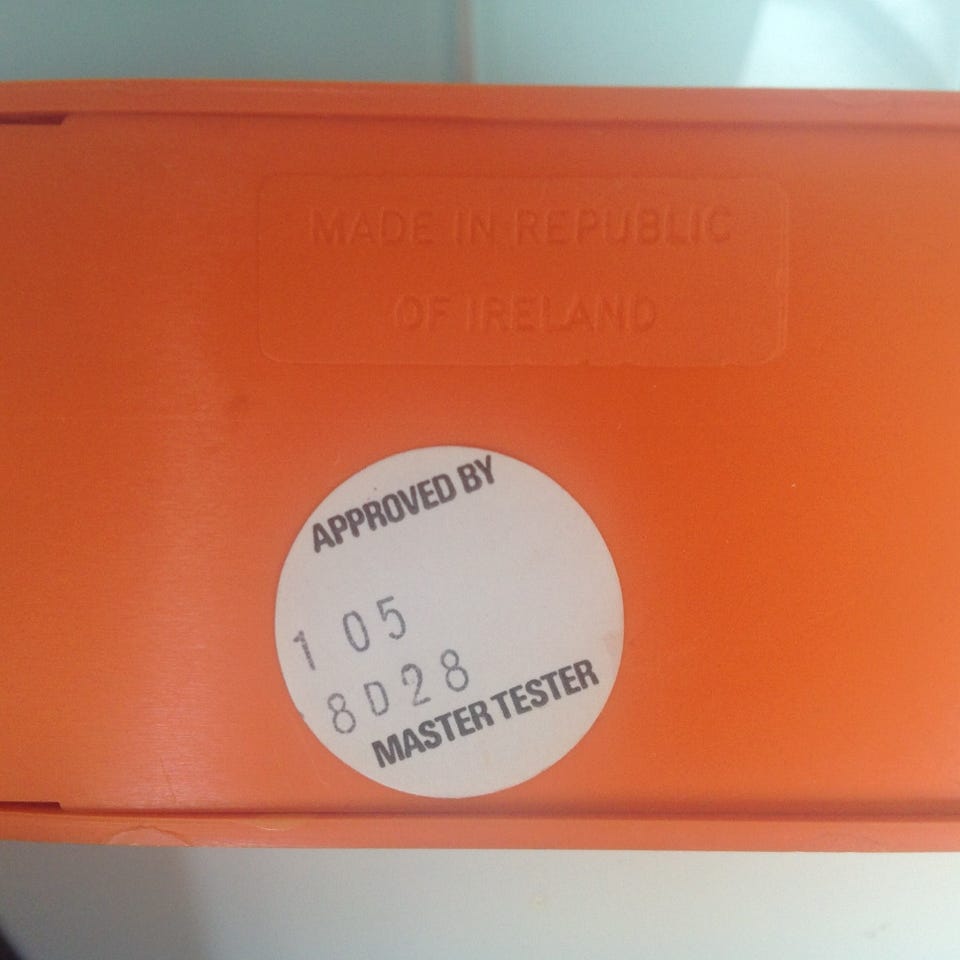 MADE IN REPUBLIC
OF IRELAND
APPROVED BY
1 05
8D28
MASTER TESTER